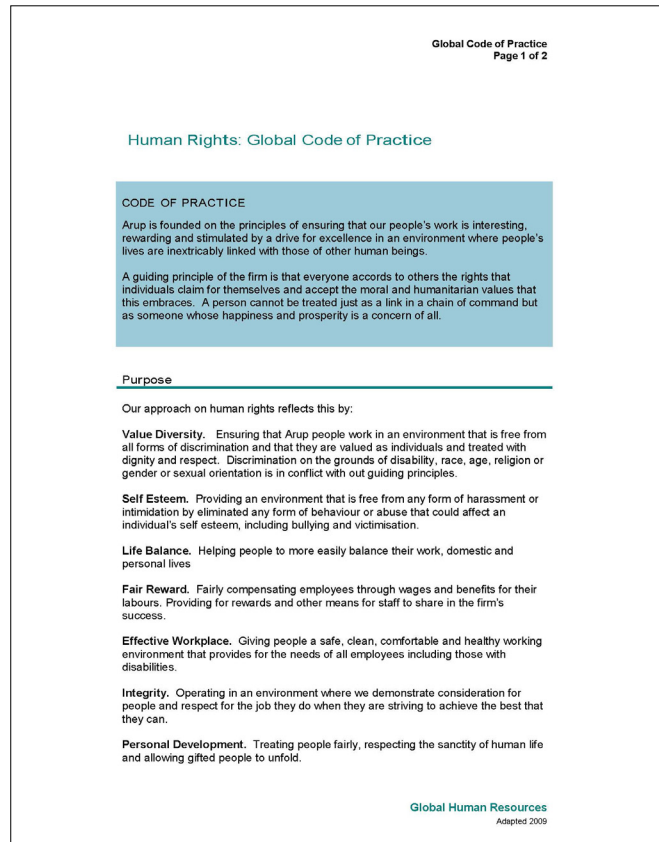 Global Code of Practice
Page 1 of 2
Human Rights: Global Code of Practice
CODE OF PRACTICE
Arup is founded on the principles of ensuring that our people's work is interesting,
rewarding and stimulated by a drive for excellence in an environment where people's
lives are inextricably linked with those of other human beings.
A guiding principle of the firm is that everyone accords to others the rights that
individuals claim for themselves and accept the moral and humanitarian values that
this embraces. A person cannot be treated just as a link in a chain of command but
as someone whose happiness and prosperity is a concern of all.
Purpose
Our approach on human rights reflects this by:
Value Diversity. Ensuring that Arup people work in an environment that is free from
all forms of discrimination and that they are valued as individuals and treated with
dignity and respect. Discrimination on the grounds of disability, race, age, religion or
gender or sexual orientation is in conflict with out guiding principles.
Self Esteem. Providing an environment that is free from any form of harassment or
intimidation by eliminated any form of behaviour or abuse that could affect an
individual's self esteem, including bullying and victimisation.
Life Balance. Helping people to more easily balance their work, domestic and
personal lives
Fair Reward. Fairly compensating employees through wages and benefits for their
labours. Providing for rewards and other means for staff to share in the firm's
success.
Effective Workplace. Giving people a safe, clean, comfortable and healthy working
environment that provides for the needs of all employees including those with
disabilities.
Integrity. Operating in an environment where we demonstrate consideration for
people and respect for the job they do when they are striving to achieve the best that
they can.
Personal Development. Treating people fairly, respecting the sanctity of human life
and allowing gifted people to unfold.
Global Human Resources
Adapted 2009